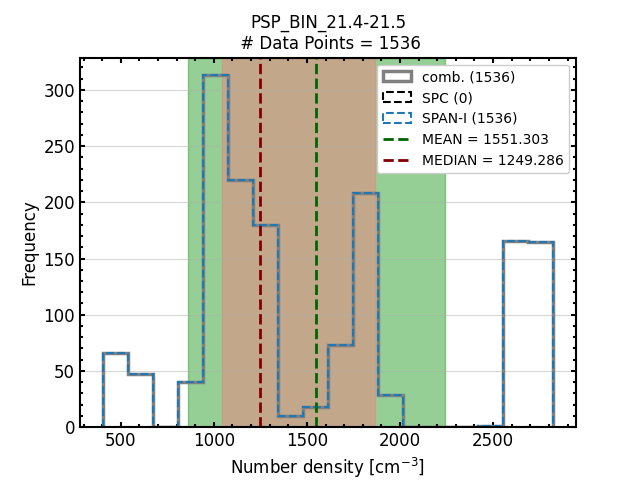 PSP_BIN_21.4-21.5
# Data Points = 1536
comb. (1536)
SPC (0)
SPAN-I (1536)
MEAN = 1551.303
MEDIAN = 1249.286
Frequency
300
250
200
150
100
50
0
500 1000 1500 2000 2500
Number density [cm⁻³]